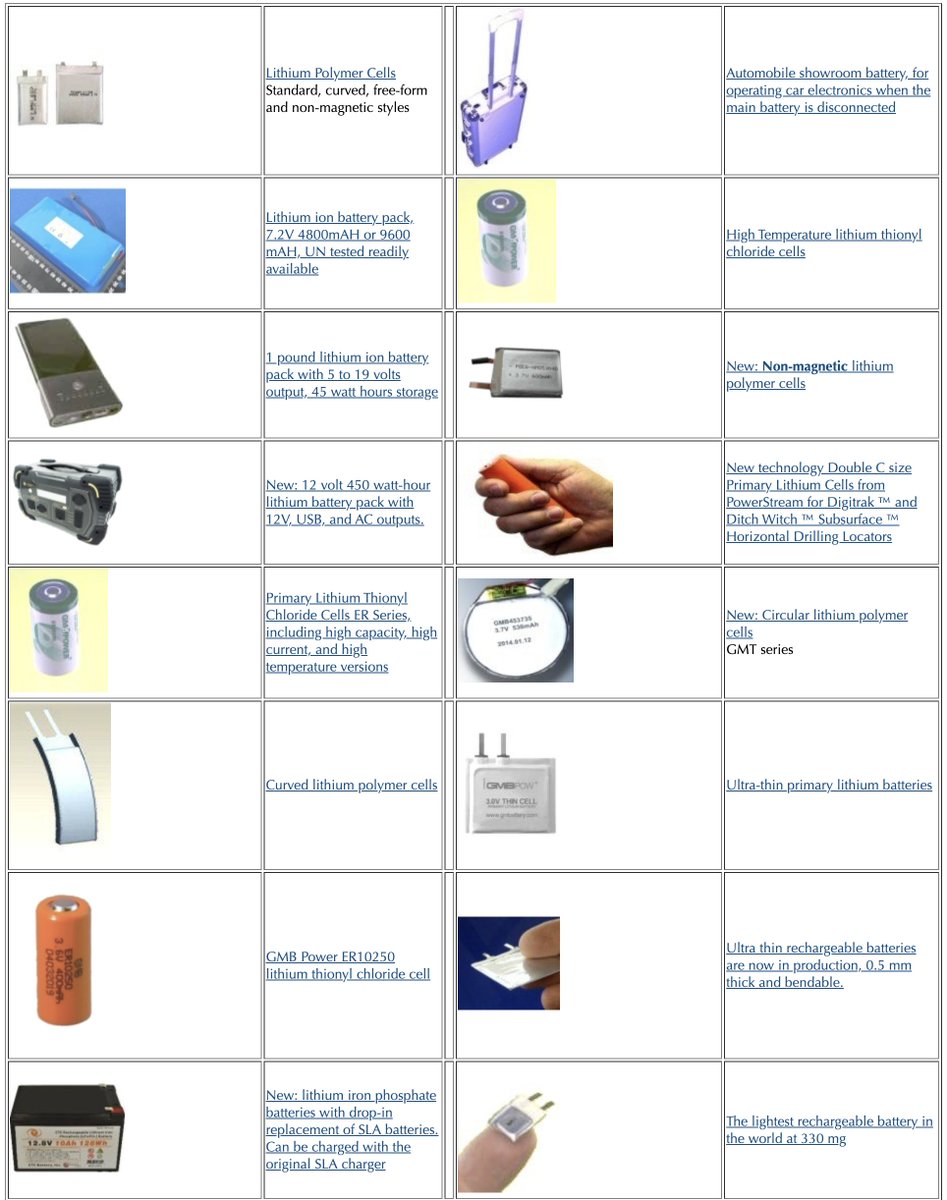 Lithium Polymer Cells
Standard, curved, free-form
and non-magnetic styles
Automobile showroom battery, for
operating car electronics when the
main battery is disconnected
Lithium ion battery pack,
7.2V 4800mAH or 9600
mAH, UN tested readily
available
High Temperature lithium thionyl
chloride cells
1 pound lithium ion battery
pack with 5 to 19 volts
output, 45 watt hours storage
New: Non-magnetic lithium
polymer cells
New: 12 volt 450 watt-hour
lithium battery pack with
12V, USB, and AC outputs.
New technology Double C size
Primary Lithium Cells from
PowerStream for Digitrak ™ and
Ditch Witch ™ Subsurface ™
Horizontal Drilling Locators
Primary Lithium Thionyl
Chloride Cells ER Series,
including high capacity, high
current, and high
temperature versions
GMB453735
3.7V 536mAh
2014.01.12
New: Circular lithium polymer
cells
GMT series
Curved lithium polymer cells
GMBPOW
3.0V THIN CELL
www.gmbattery.com
Ultra-thin primary lithium batteries
GMB
ER10250
3.6V 400mAh
D4032019
GMB Power ER10250
lithium thionyl chloride cell
Ultra thin rechargeable batteries
are now in production, 0.5 mm
thick and bendable.
12.8V 10Ah 128Wh
New: lithium iron phosphate
batteries with drop-in
replacement of SLA batteries.
Can be charged with the
original SLA charger
The lightest rechargeable battery in
the world at 330 mg